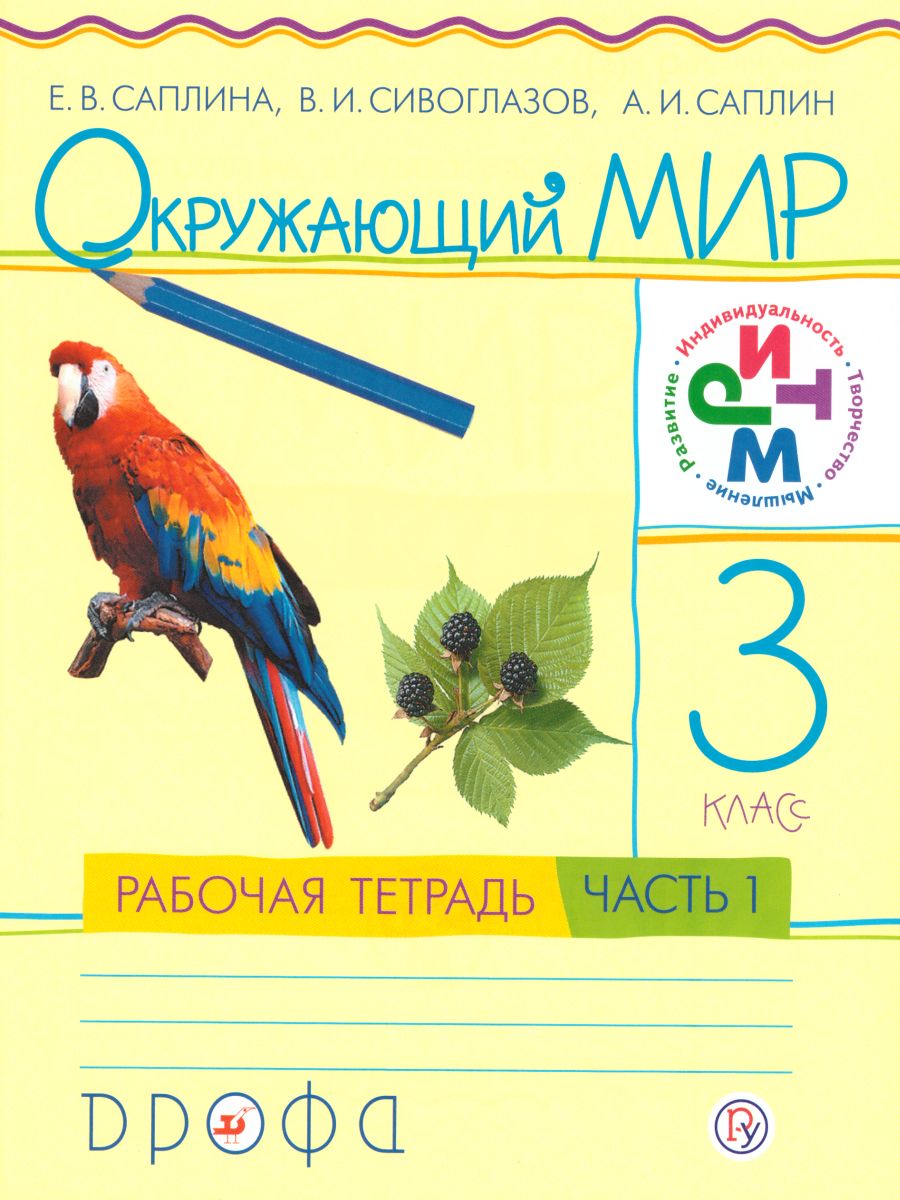 Е. В. САПЛИНА, В. И. СИВОГЛАЗОВ, А. И. САПЛИН
Окружающий МИР
Индивидуальность · Творчество · Мышление · Развитие ·
РИТМ
3
класс
РАБОЧАЯ ТЕТРАДЬ ЧАСТЬ 1
ДРОФА
р-у